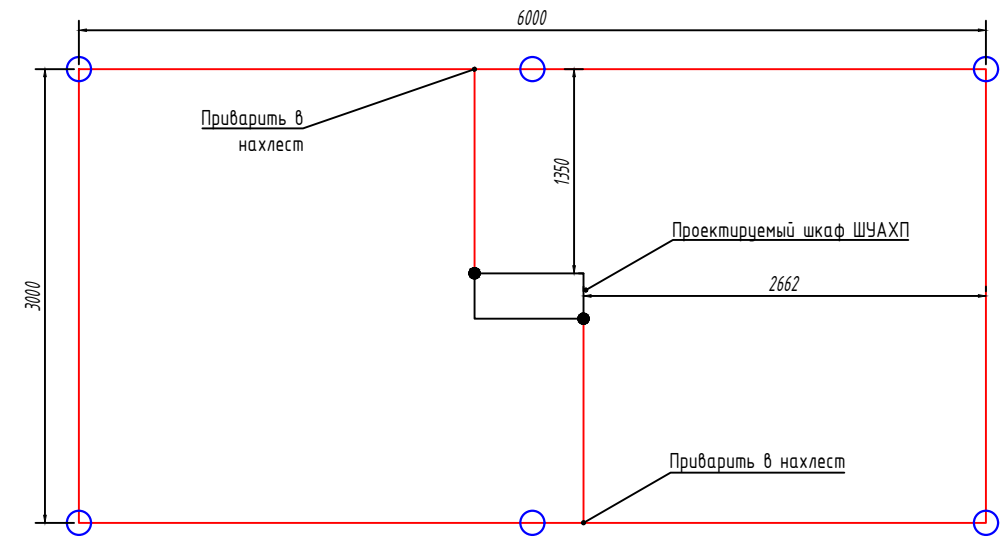 6000
Приварить в
нахлест
1350
Проектируемый шкаф ШУАХП
2662
3000
Приварить в нахлест